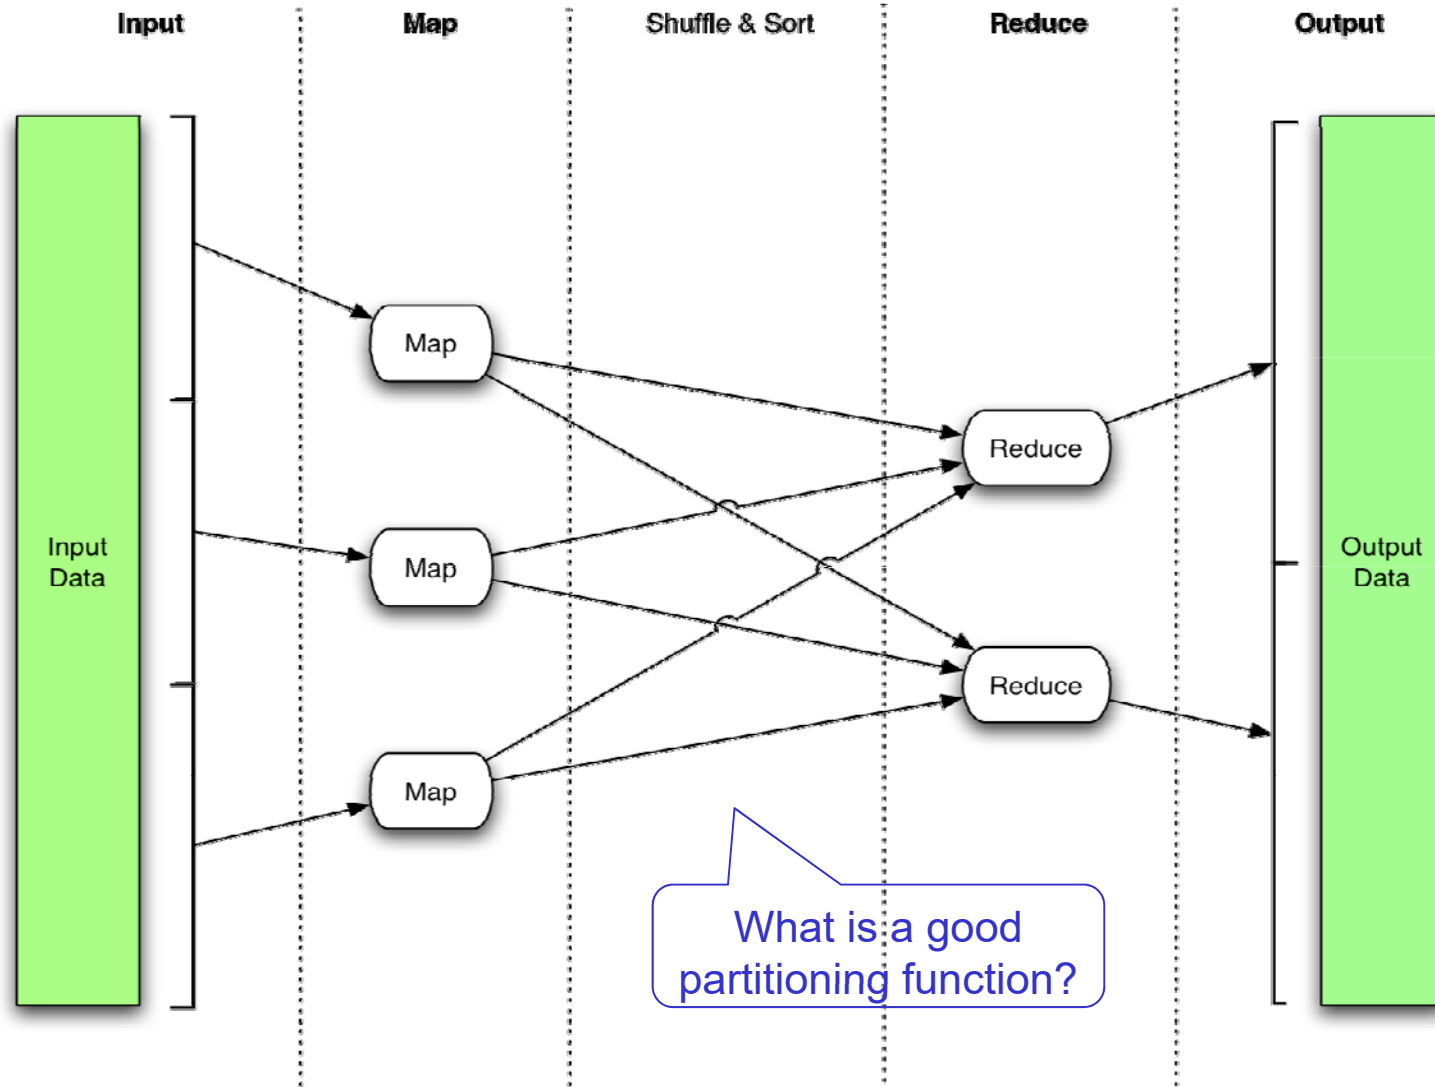 Input
Map
Shuffle & Sort
Reduce
Output
Map
Reduce
Input
Data
Map
Output
Data
Reduce
Map
What is a good
partitioning function?